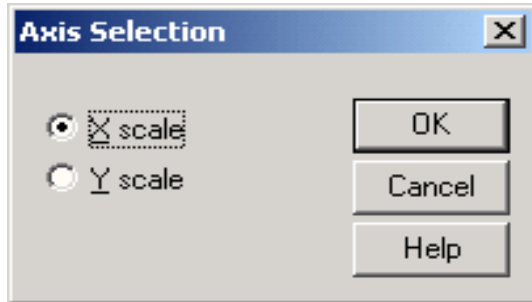 Axis Selection
X scale
Y scale
OK
Cancel
Help